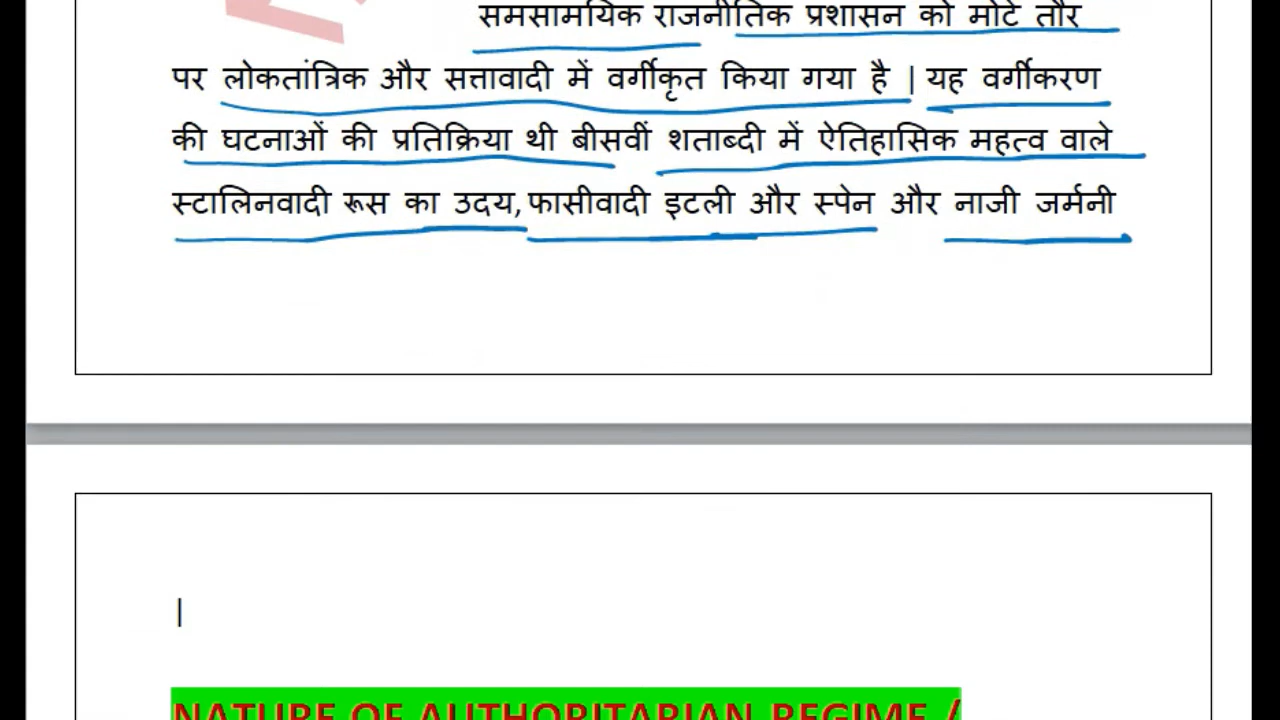 समसामयिक राजनीतिक प्रशासन को मोटे तौर
पर लोकतांत्रिक और सत्तावादी में वर्गीकृत किया गया है | यह वर्गीकरण
की घटनाओं की प्रतिक्रिया थी बीसवीं शताब्दी में ऐतिहासिक महत्व वाले
स्टालिनवादी रूस का उदय, फासीवादी इटली और स्पेन और नाजी जर्मनी
|
NATURE OF AUTHORITARIAN REGIME /